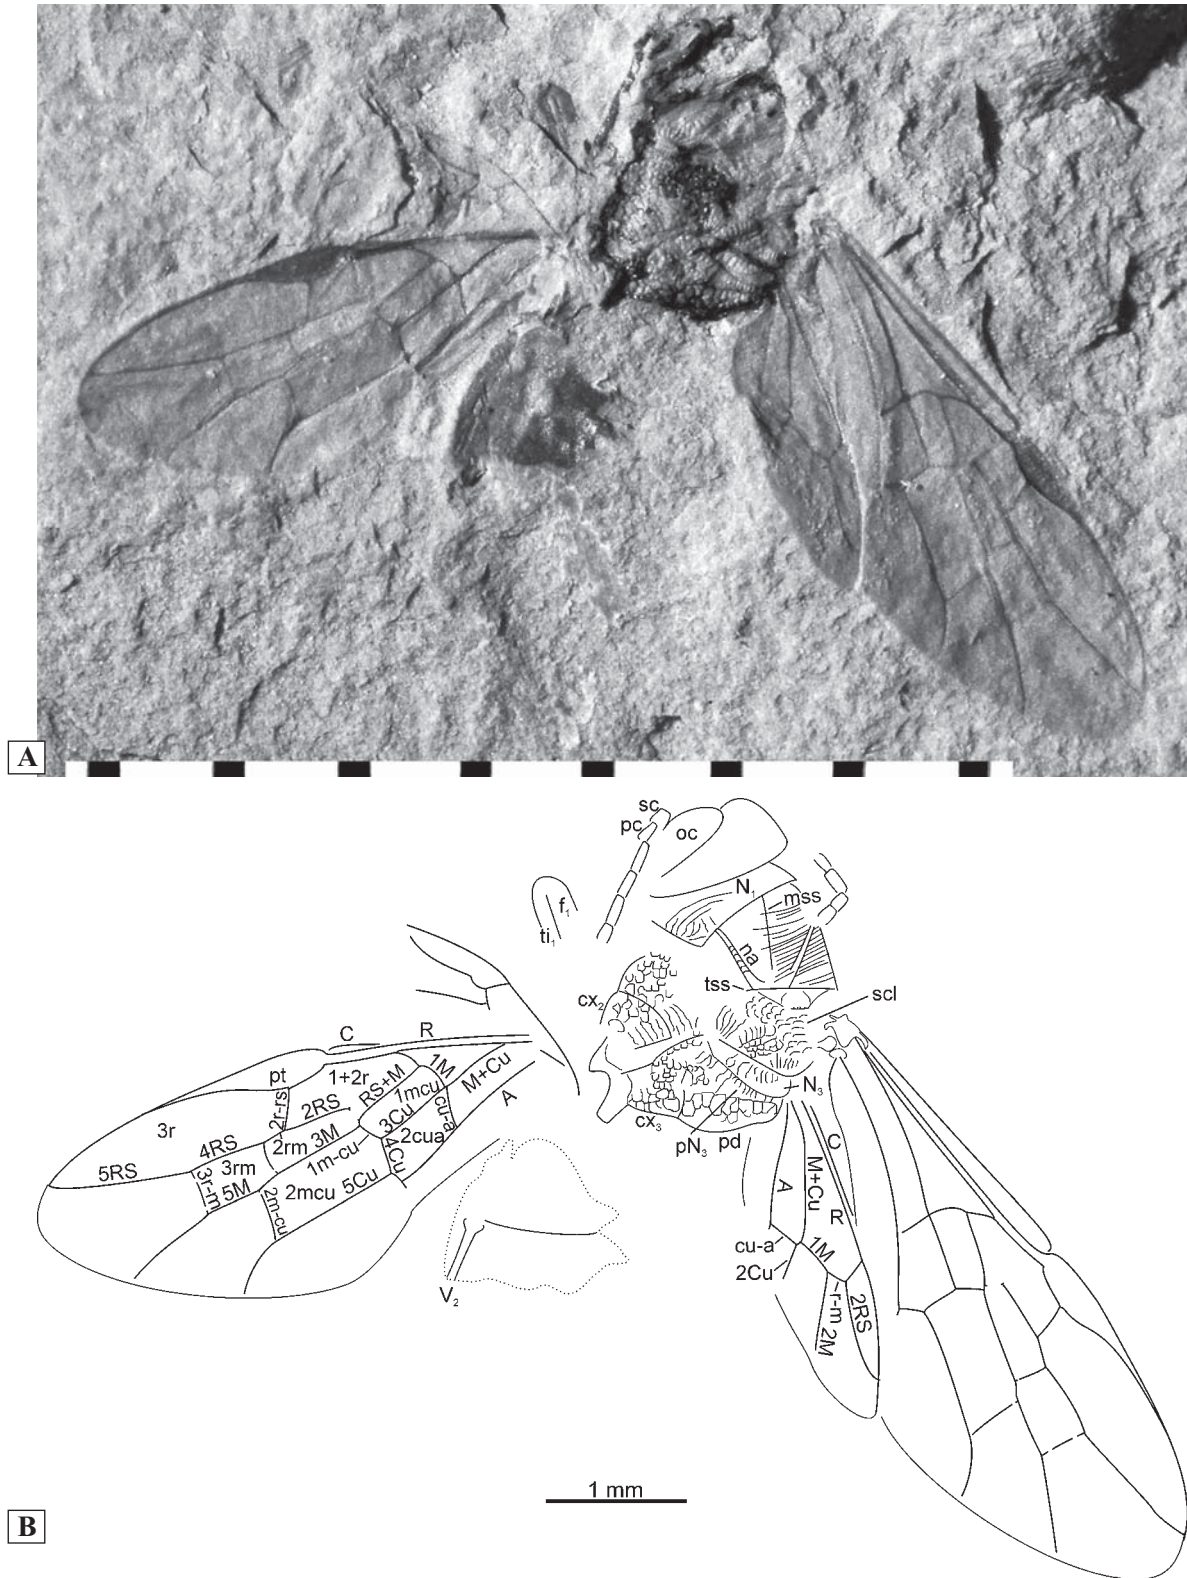 A
sc
pc
oc
N₁
mss
f₁
ti₁
na
tss
scl
cx₂
C
R
pt
1+2r
RS+M
1M
M+Cu
1mcu
cu-a
A
2r-rs
2RS
3Cu
2cua
3r
4RS
2rm
3M
1m-cu
4Cu
5RS
3r-m
3rm
5M
2m-cu
2mcu
5Cu
N₃
cx₃
pN₃
pd
C
M+Cu
A
R
cu-a
1M
2Cu
r-m
2RS
2M
V₂
1 mm
B